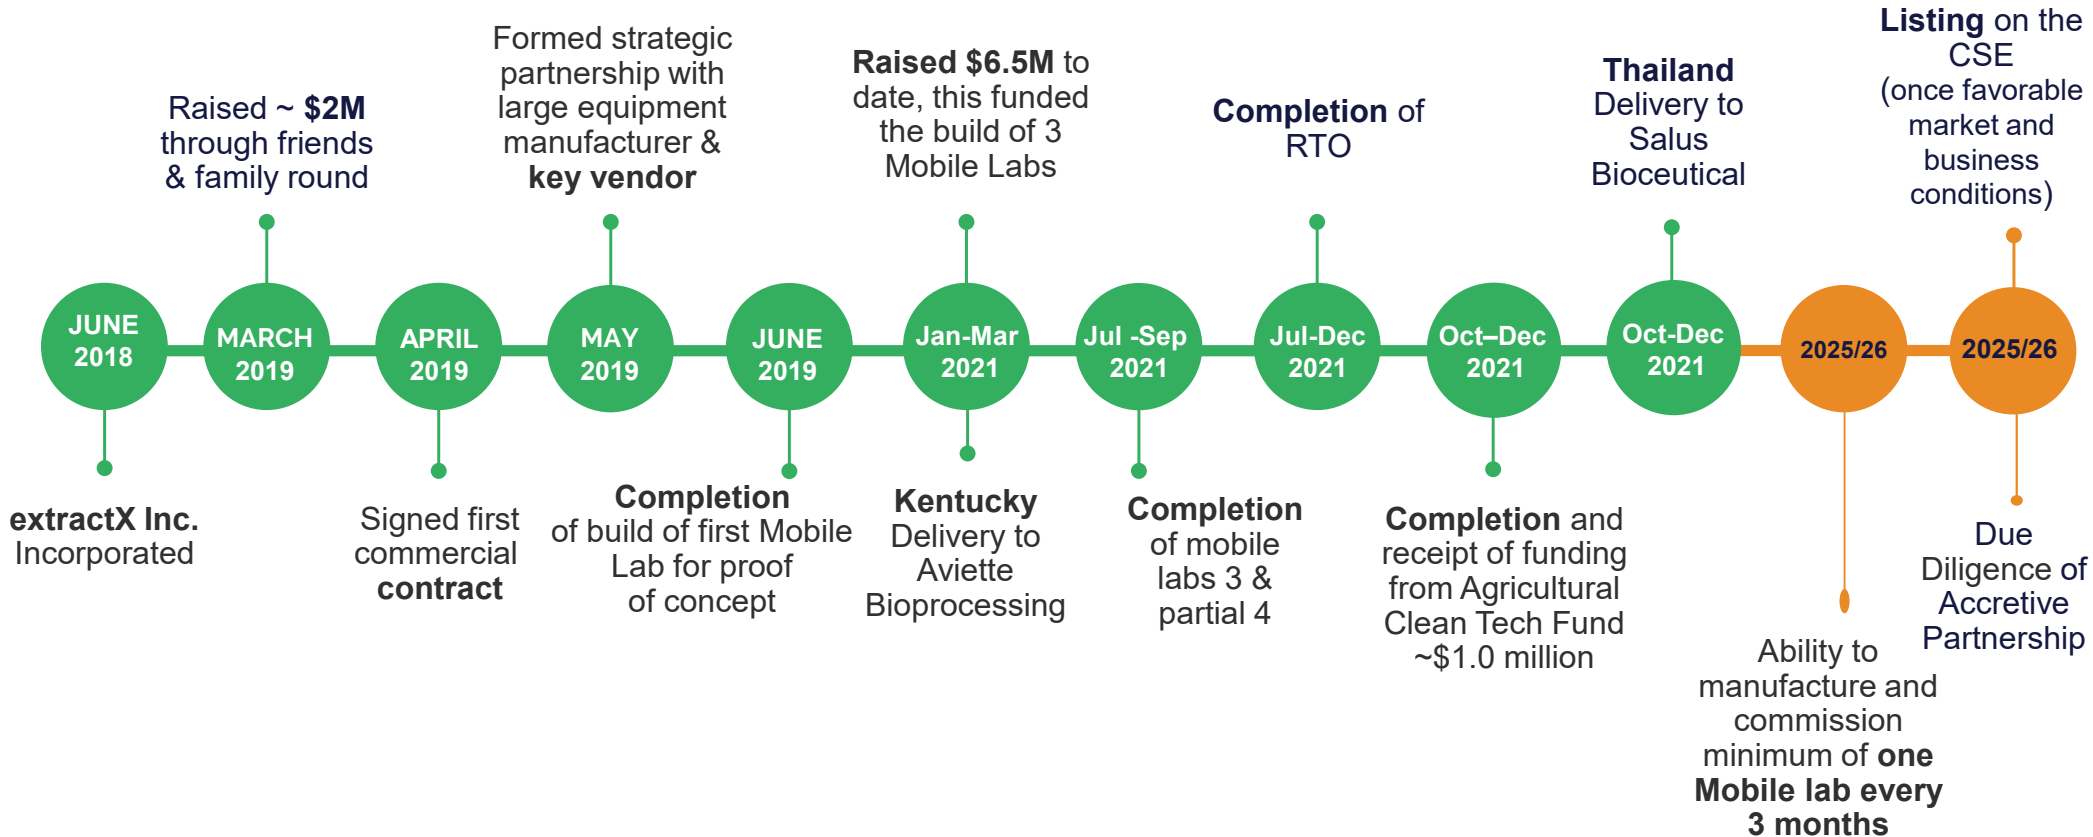 Raised ~ $2M
through friends
& family round
Formed strategic
partnership with
large equipment
manufacturer &
key vendor
Raised $6.5M to
date, this funded
the build of 3
Mobile Labs
Completion of
RTO
Thailand
Delivery to
Salus
Bioceutical
Listing on the
CSE
(once favorable
market and
business
conditions)
JUNE
2018
MARCH
2019
APRIL
2019
MAY
2019
JUNE
2019
Jan-Mar
2021
Jul -Sep
2021
Jul-Dec
2021
Oct–Dec
2021
Oct-Dec
2021
2025/26
2025/26
extractX Inc.
Incorporated
Signed first
commercial
contract
Completion
of build of first Mobile
Lab for proof
of concept
Kentucky
Delivery to
Aviette
Bioprocessing
Completion
of mobile
labs 3 &
partial 4
Completion and
receipt of funding
from Agricultural
Clean Tech Fund
~$1.0 million
Ability to
manufacture and
commission
minimum of one
Mobile lab every
3 months
Due
Diligence of
Accretive
Partnership